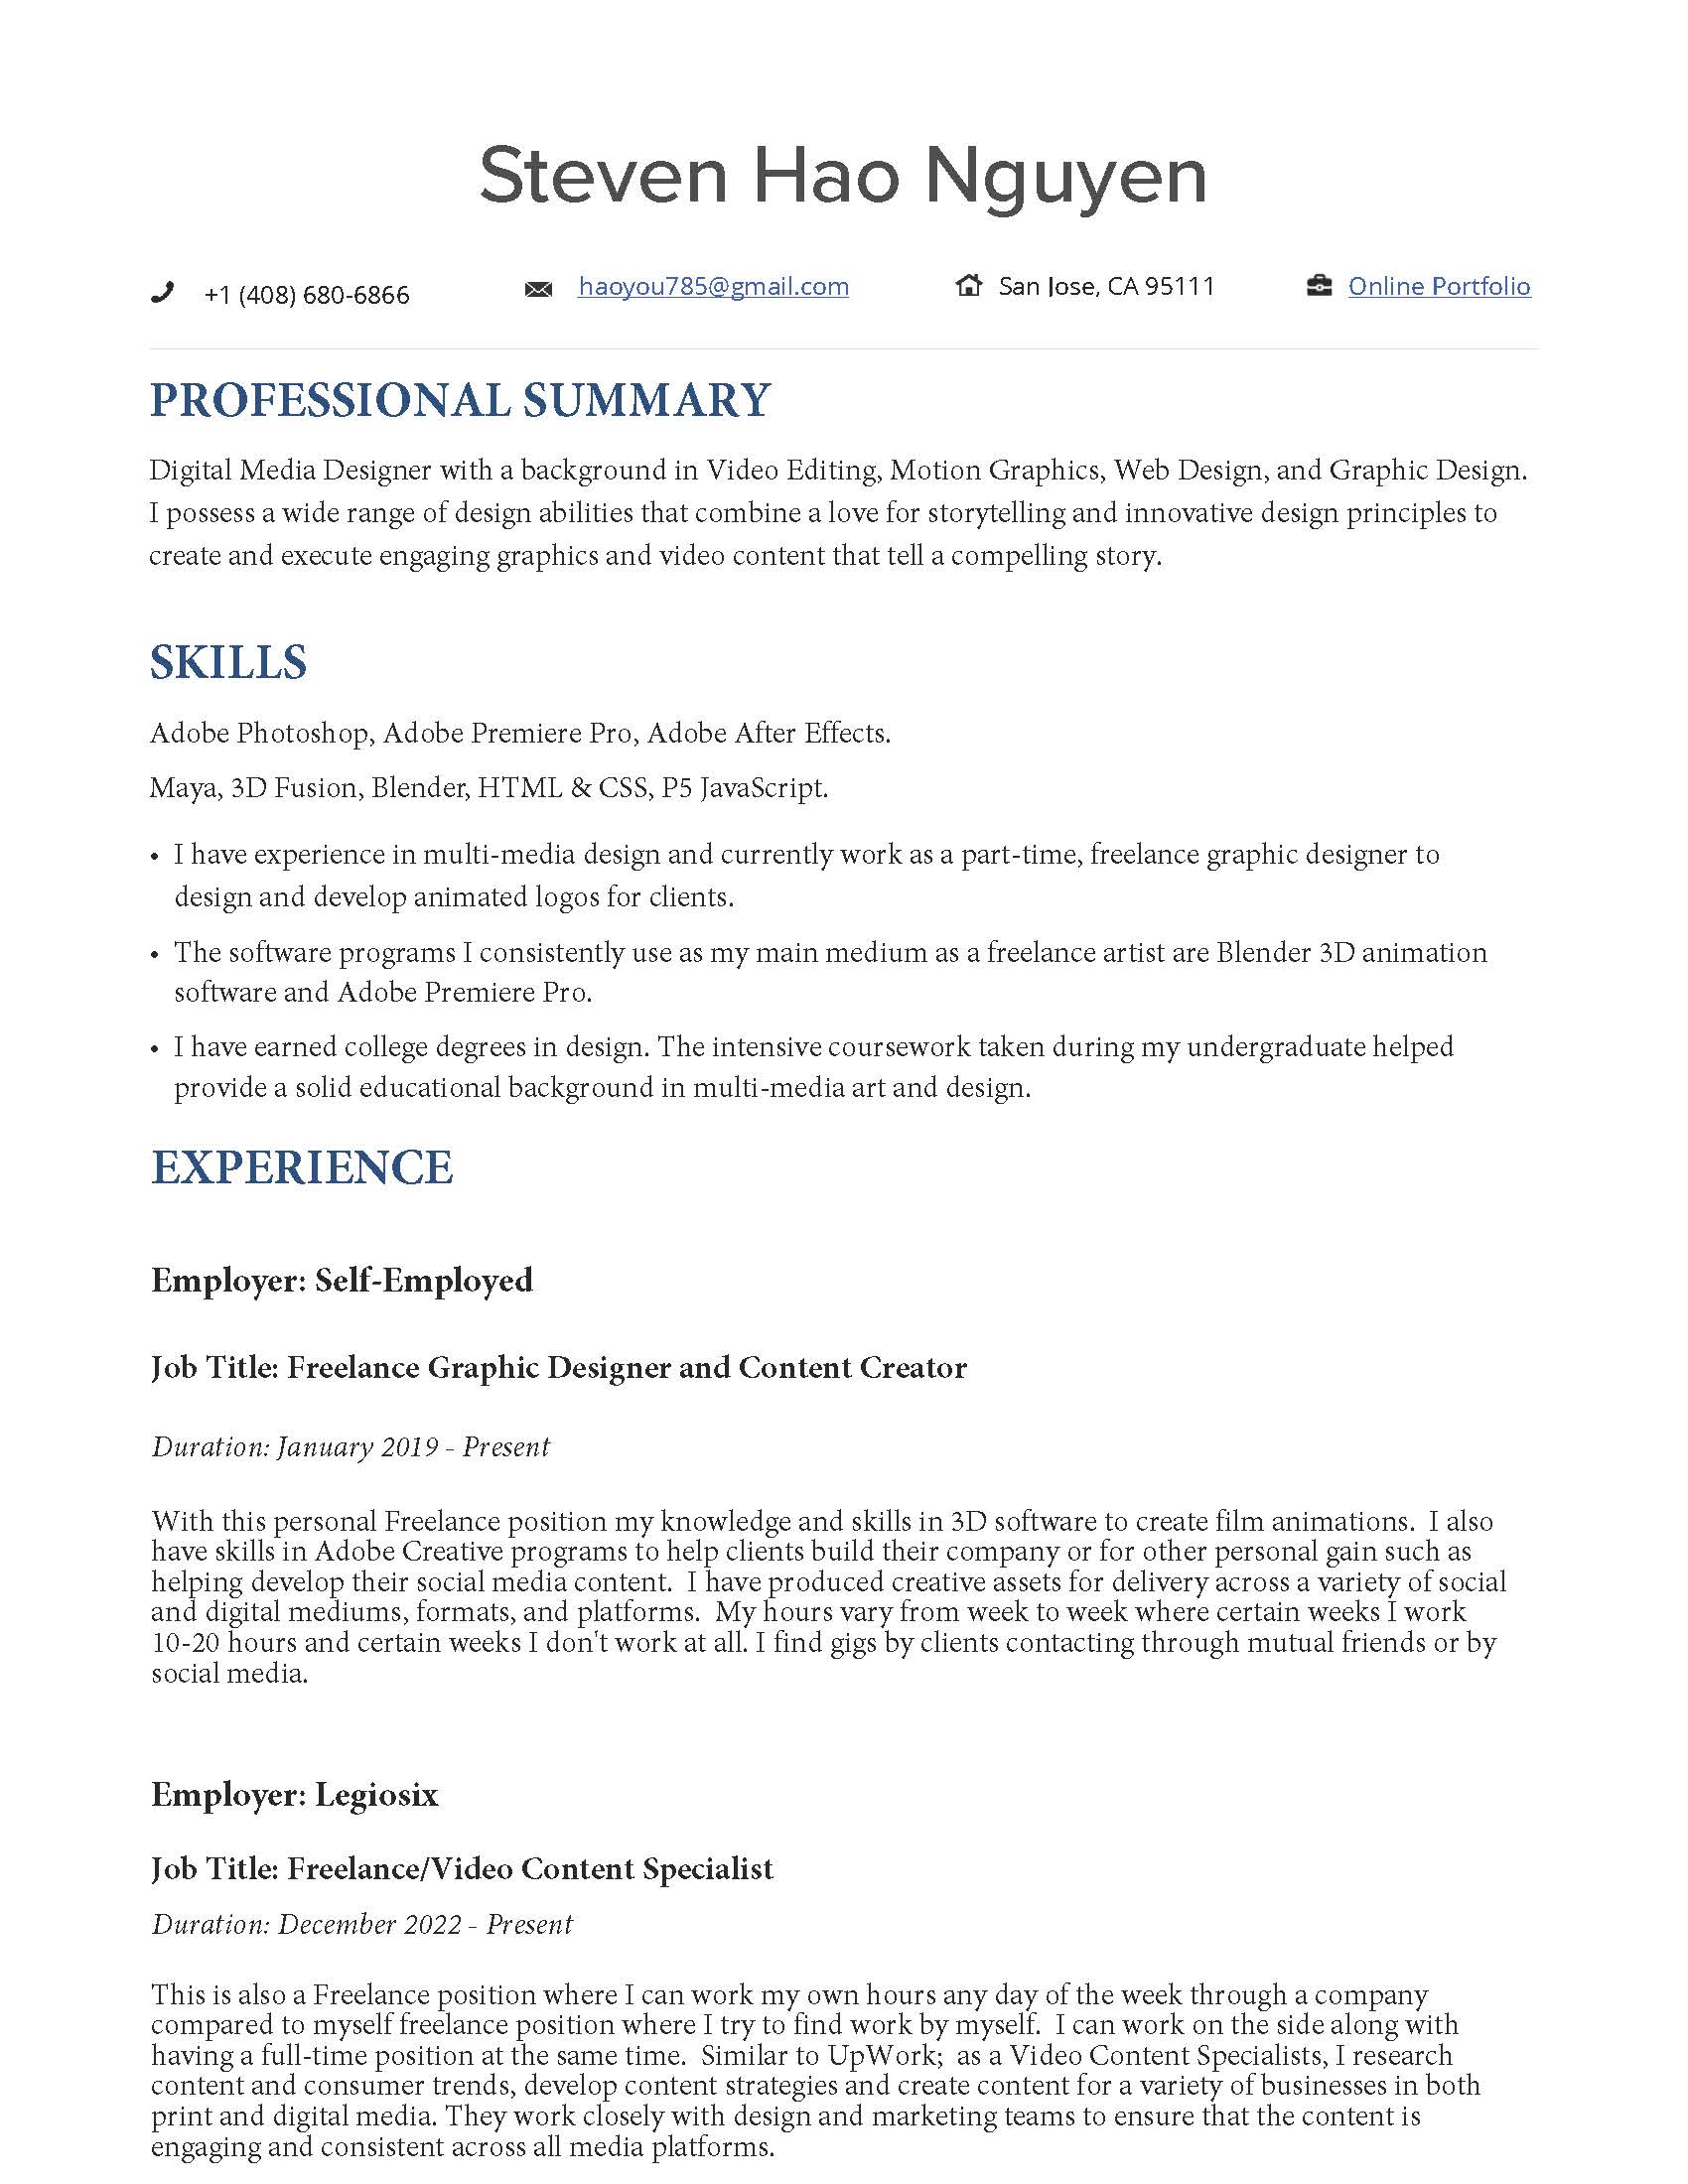 Steven Hao Nguyen
+1 (408) 680-6866 haoyou785@gmail.com San Jose, CA 95111 Online Portfolio
PROFESSIONAL SUMMARY
Digital Media Designer with a background in Video Editing, Motion Graphics, Web Design, and Graphic Design.
I possess a wide range of design abilities that combine a love for storytelling and innovative design principles to
create and execute engaging graphics and video content that tell a compelling story.
SKILLS
Adobe Photoshop, Adobe Premiere Pro, Adobe After Effects.
Maya, 3D Fusion, Blender, HTML & CSS, P5 JavaScript.
• I have experience in multi-media design and currently work as a part-time, freelance graphic designer to
design and develop animated logos for clients.
• The software programs I consistently use as my main medium as a freelance artist are Blender 3D animation
software and Adobe Premiere Pro.
• I have earned college degrees in design. The intensive coursework taken during my undergraduate helped
provide a solid educational background in multi-media art and design.
EXPERIENCE
Employer: Self-Employed
Job Title: Freelance Graphic Designer and Content Creator
Duration: January 2019 - Present
With this personal Freelance position my knowledge and skills in 3D software to create film animations.  I also
have skills in Adobe Creative programs to help clients build their company or for other personal gain such as
helping develop their social media content.  I have produced creative assets for delivery across a variety of social
and digital mediums, formats, and platforms.  My hours vary from week to week where certain weeks I work
10-20 hours and certain weeks I don't work at all. I find gigs by clients contacting through mutual friends or by
social media.
Employer: Legiosix
Job Title: Freelance/Video Content Specialist
Duration: December 2022 - Present
This is also a Freelance position where I can work my own hours any day of the week through a company
compared to myself freelance position where I try to find work by myself.  I can work on the side along with
having a full-time position at the same time.  Similar to UpWork;  as a Video Content Specialists, I research
content and consumer trends, develop content strategies and create content for a variety of businesses in both
print and digital media. They work closely with design and marketing teams to ensure that the content is
engaging and consistent across all media platforms.